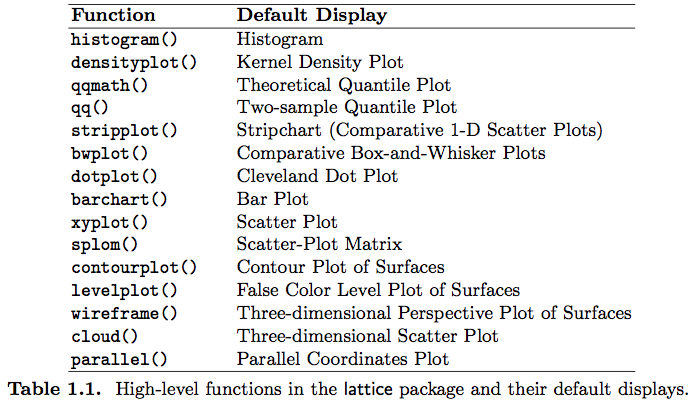 Function Default Display
histogram() Histogram
densityplot() Kernel Density Plot
qqmath() Theoretical Quantile Plot
qq() Two-sample Quantile Plot
stripplot() Stripchart (Comparative 1-D Scatter Plots)
bwplot() Comparative Box-and-Whisker Plots
dotplot() Cleveland Dot Plot
barchart() Bar Plot
xyplot() Scatter Plot
splom() Scatter-Plot Matrix
contourplot() Contour Plot of Surfaces
levelplot() False Color Level Plot of Surfaces
wireframe() Three-dimensional Perspective Plot of Surfaces
cloud() Three-dimensional Scatter Plot
parallel() Parallel Coordinates Plot
Table 1.1. High-level functions in the lattice package and their default displays.